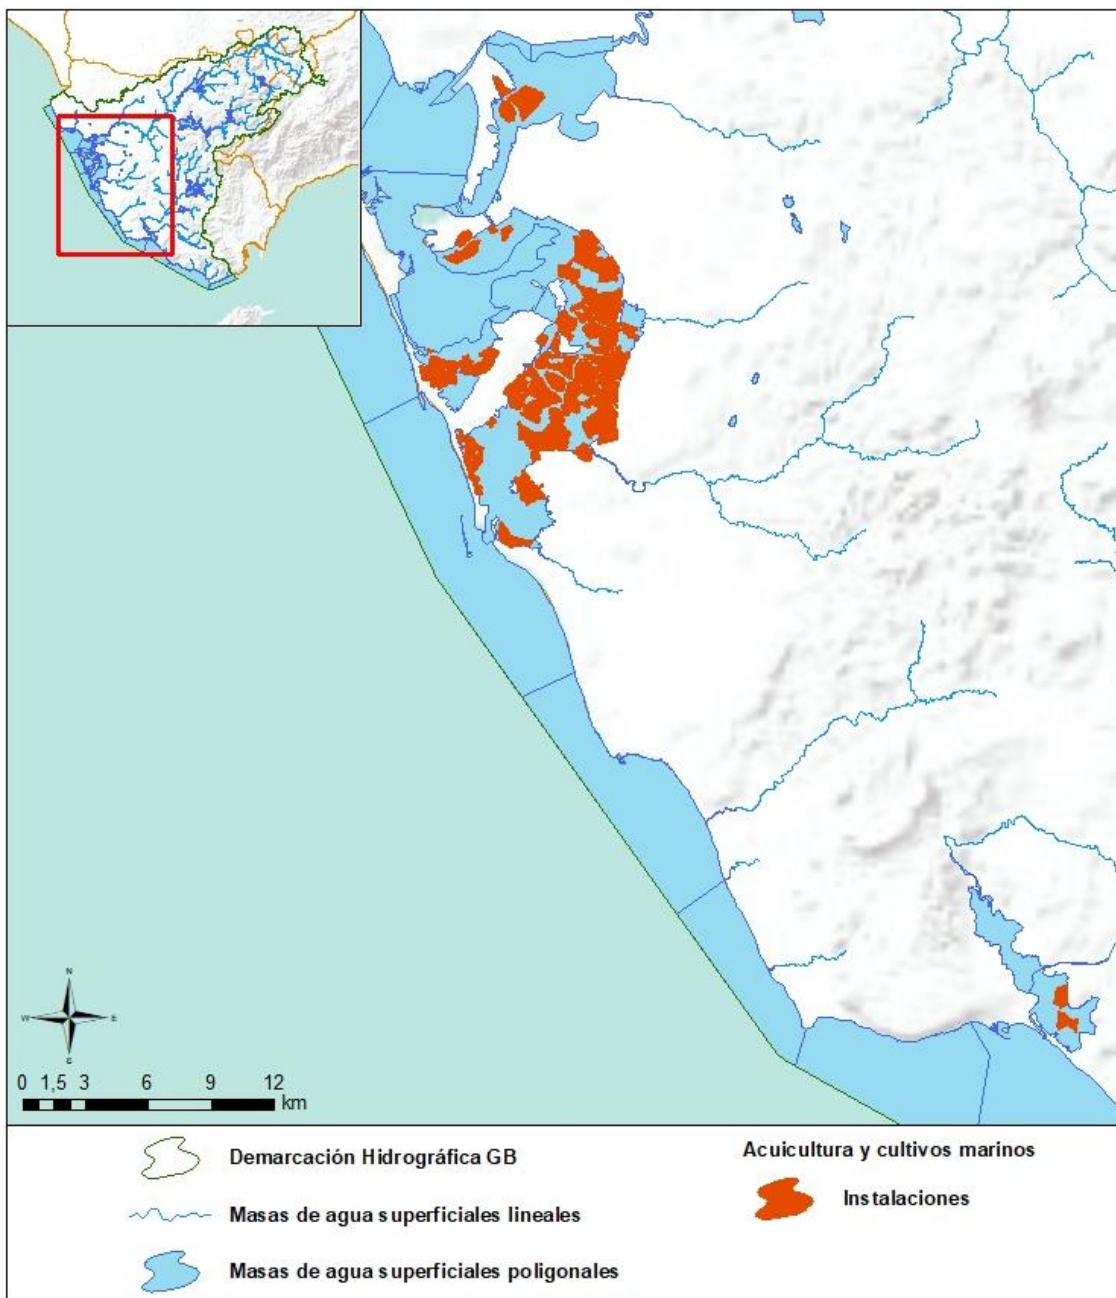 N
W E
S
0 1,5 3 6 9 12
km
Demarcación Hidrográfica GB
Masas de agua superficiales lineales
Masas de agua superficiales poligonales
Acuicultura y cultivos marinos
Instalaciones